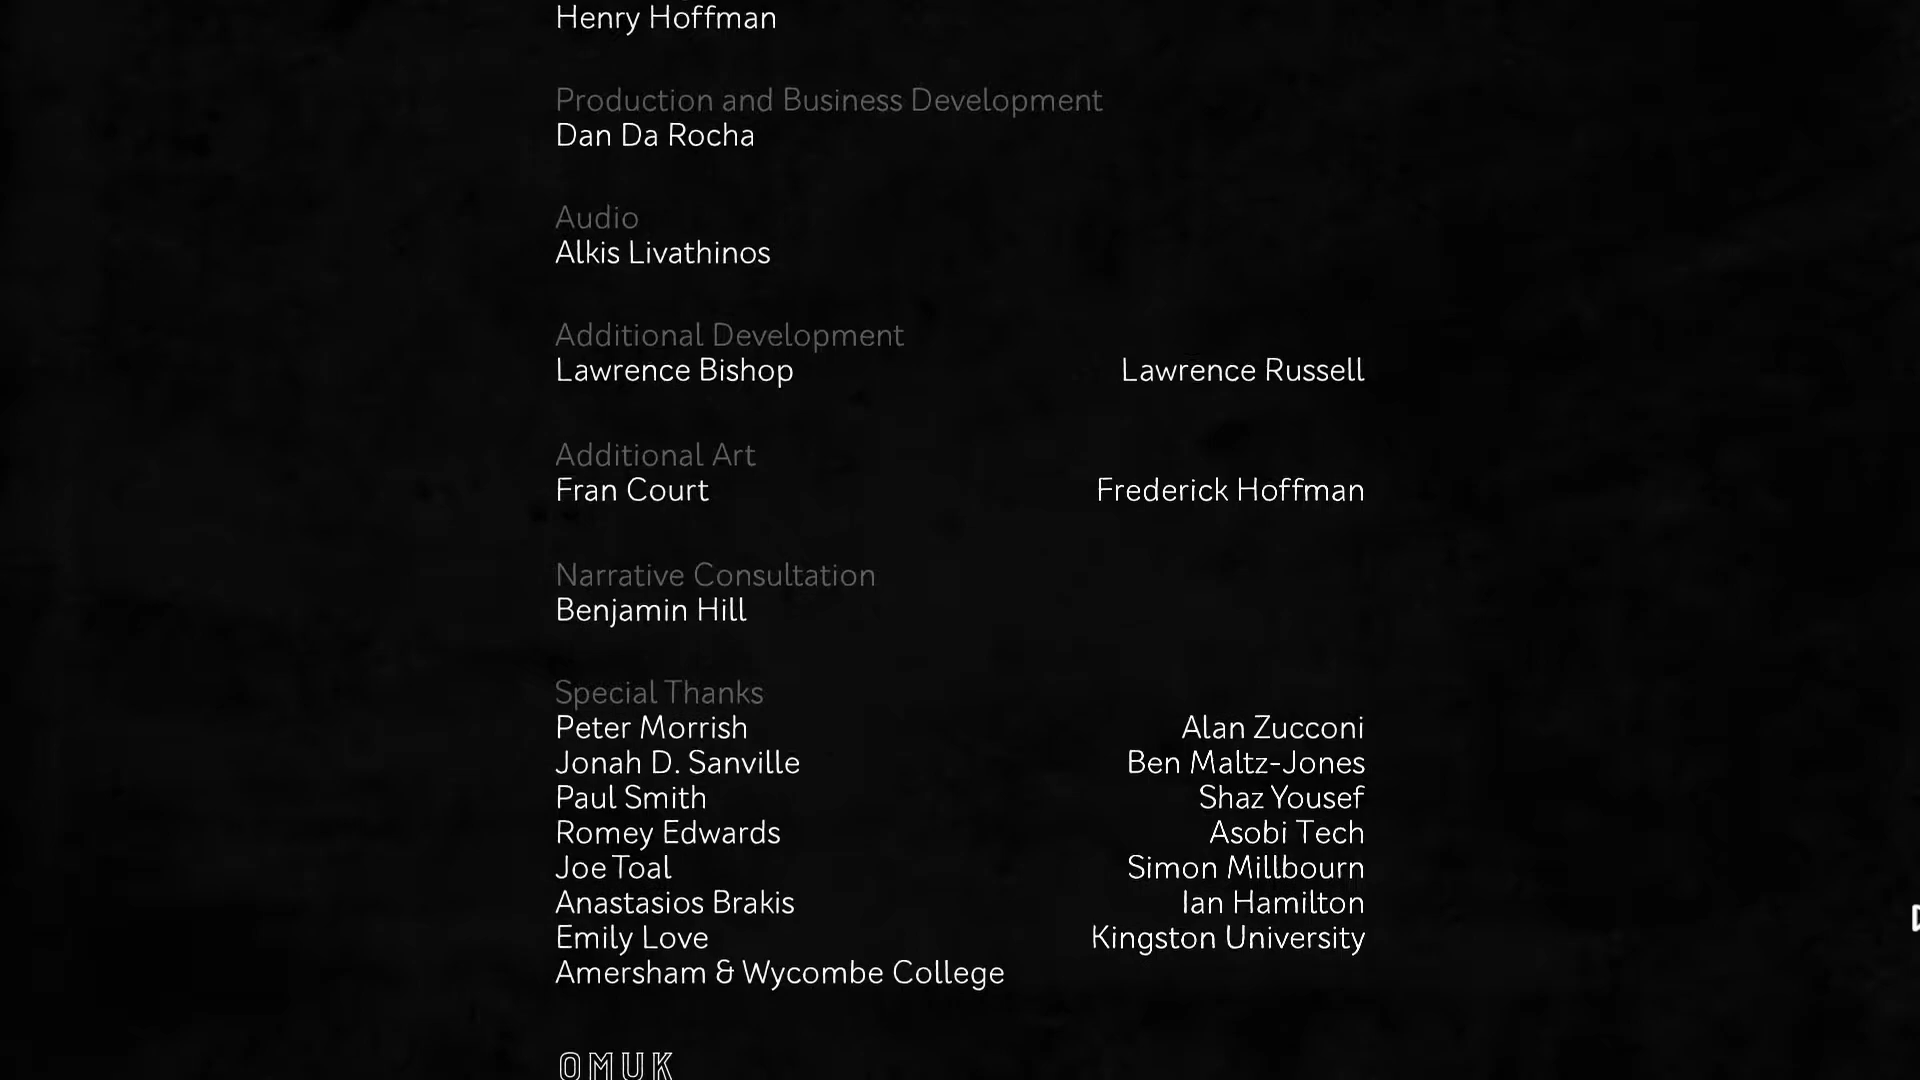 Henry Hoffman
Production and Business Development
Dan Da Rocha
Audio
Alkis Livathinos
Additional Development
Lawrence Bishop Lawrence Russell
Additional Art
Fran Court Frederick Hoffman
Narrative Consultation
Benjamin Hill
Special Thanks
Peter Morrish Alan Zucconi
Jonah D. Sanville Ben Maltz-Jones
Paul Smith Shaz Yousef
Romey Edwards Asobi Tech
Joe Toal Simon Millbourn
Anastasios Brakis Ian Hamilton
Emily Love Kingston University
Amersham & Wycombe College
OMUK